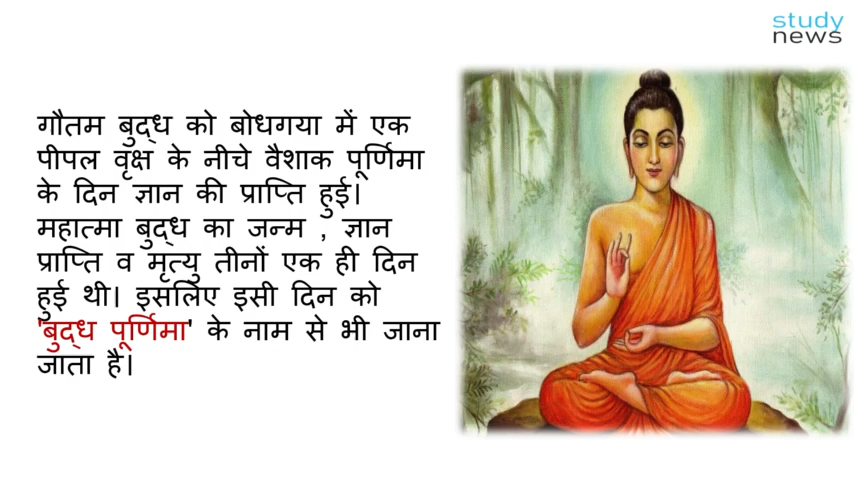 study
news
गौतम बुद्ध को बोधगया में एक
पीपल वृक्ष के नीचे वैशाक पूर्णिमा
के दिन ज्ञान की प्राप्ति हुई।
महात्मा बुद्ध का जन्म , ज्ञान
प्राप्ति व मृत्यु तीनों एक ही दिन
हुई थी। इसलिए इसी दिन को
'बुद्ध पूर्णिमा' के नाम से भी जाना
जाता है।